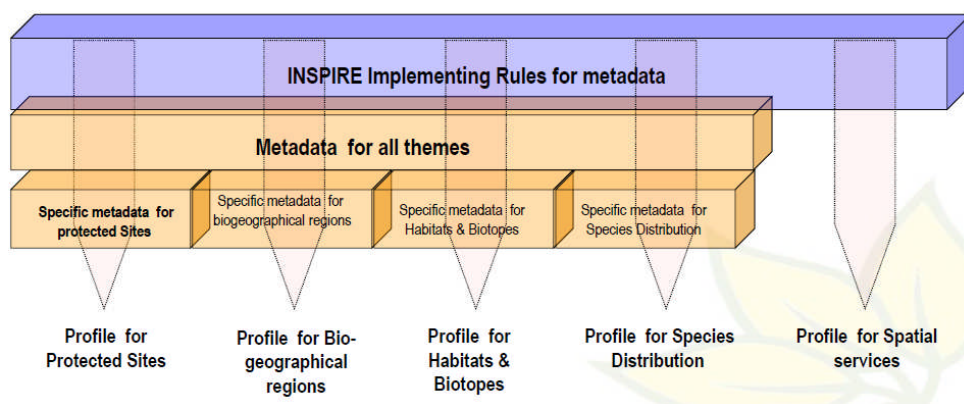 INSPIRE Implementing Rules for metadata
Metadata for all themes
Specific metadata for
protected Sites
Specific metadata for
biogeographical regions
Specific metadata for
Habitats & Biotopes
Specific metadata for
Species Distribution
Profile for
Protected Sites
Profile for Bio-
geographical
regions
Profile for
Habitats &
Biotopes
Profile for Species
Distribution
Profile for Spatial
services